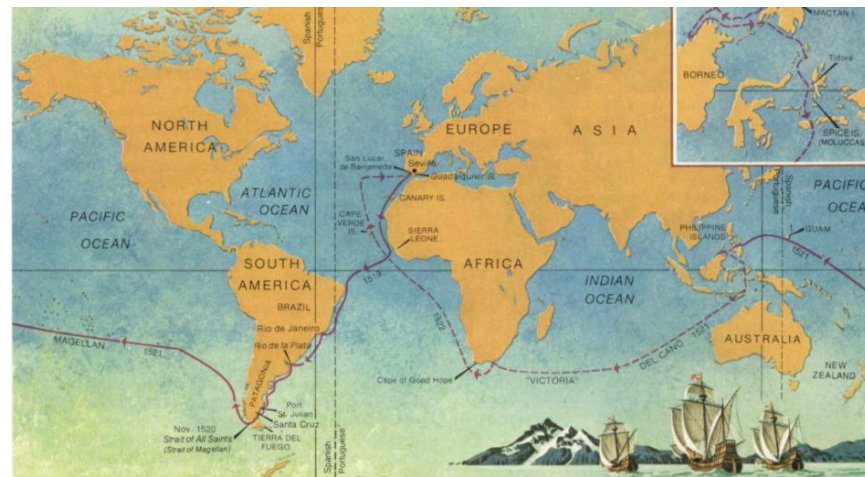 Spanish
Portuguese
MACTAN I.
BORNEO
Tidore
SPICE IS.
(MOLUCCAS)
NORTH
AMERICA
EUROPE
ASIA
SPAIN
San Lucar
de Barrameda
Sevilla
Guadalquivir R.
ATLANTIC
OCEAN
CANARY IS.
PACIFIC
OCEAN
CAPE
VERDE
IS.
SIERRA
LEONE
PHILIPPINE
ISLANDS
Spanish
Portuguese
PACIFIC
OCEAN
GUAM
1521
SOUTH
AMERICA
AFRICA
INDIAN
OCEAN
1519
BRAZIL
Rio de Janeiro
Rio de la Plata
1522
MAGELLAN
1521
DEL CANO
1521
AUSTRALIA
NEW
ZEALAND
"VICTORIA"
Cape of Good Hope
PATAGONIA
Port
St. Julian
Santa Cruz
Nov. 1520
Strait of All Saints
(Strait of Magellan)
TIERRA DEL
FUEGO
Spanish
Portuguese